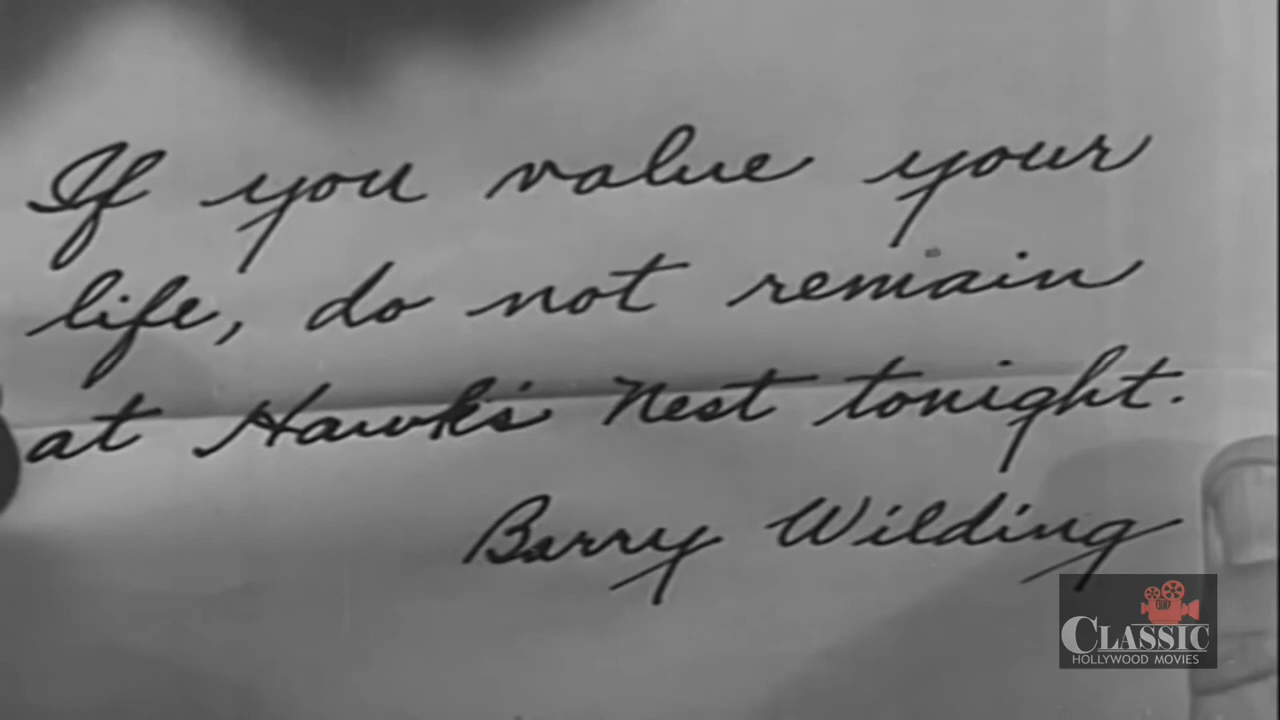 If you value your
life, do not remain
at Hawk's Nest tonight.
Barry Wilding
CLASSIC
HOLLYWOOD MOVIES